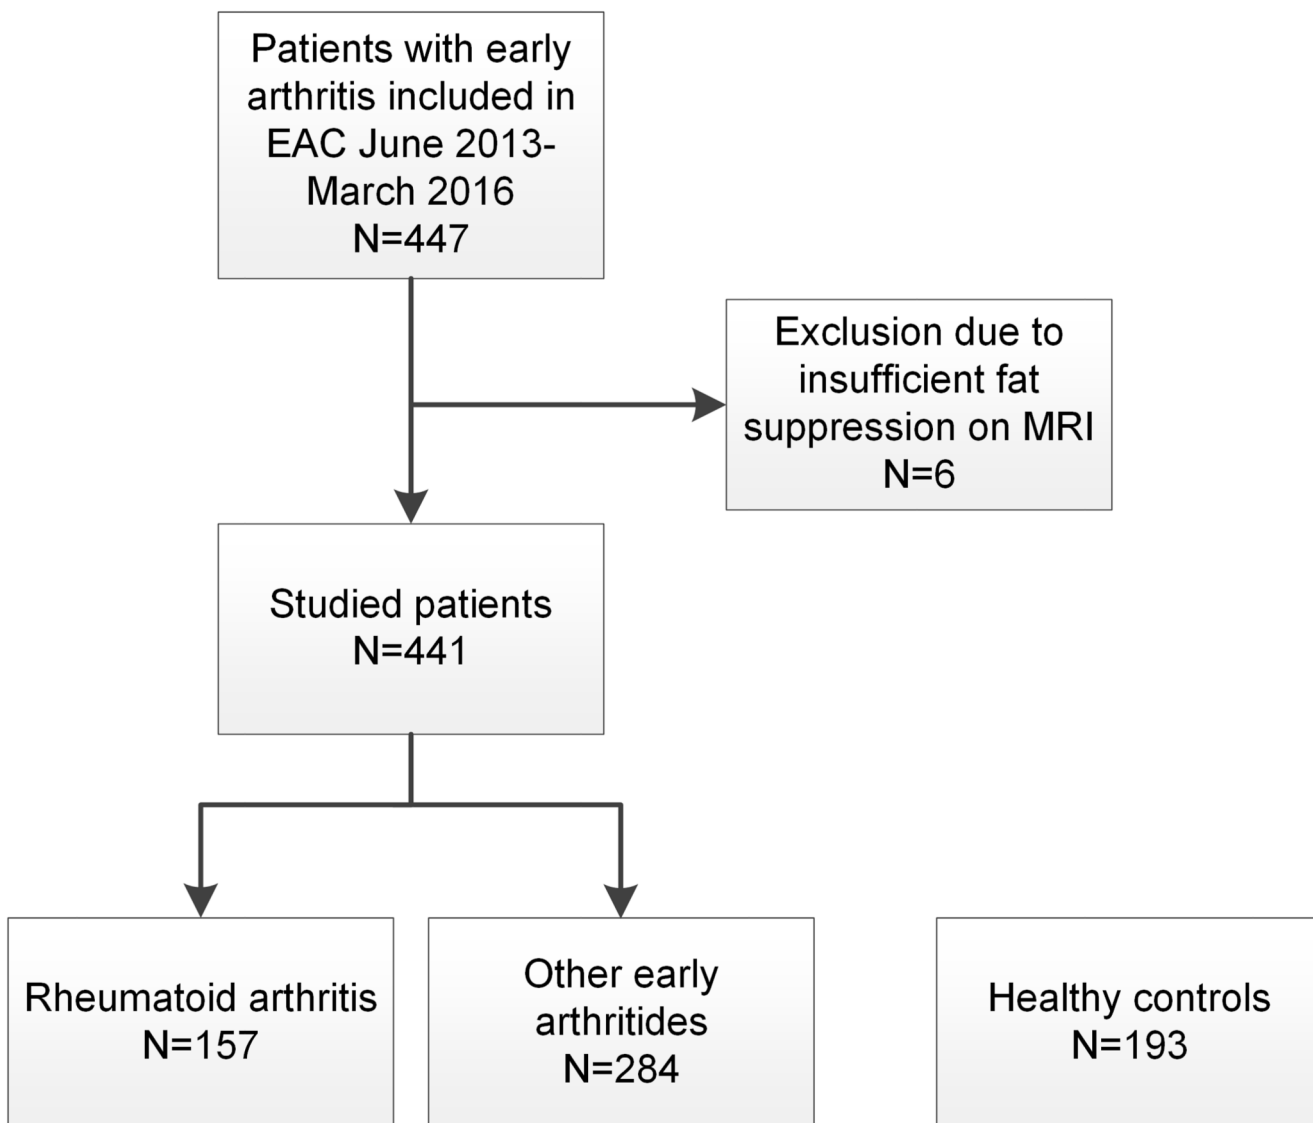 Patients with early
arthritis included in
EAC June 2013-
March 2016
N=447
Exclusion due to
insufficient fat
suppression on MRI
N=6
Studied patients
N=441
Rheumatoid arthritis
N=157
Other early
arthritides
N=284
Healthy controls
N=193